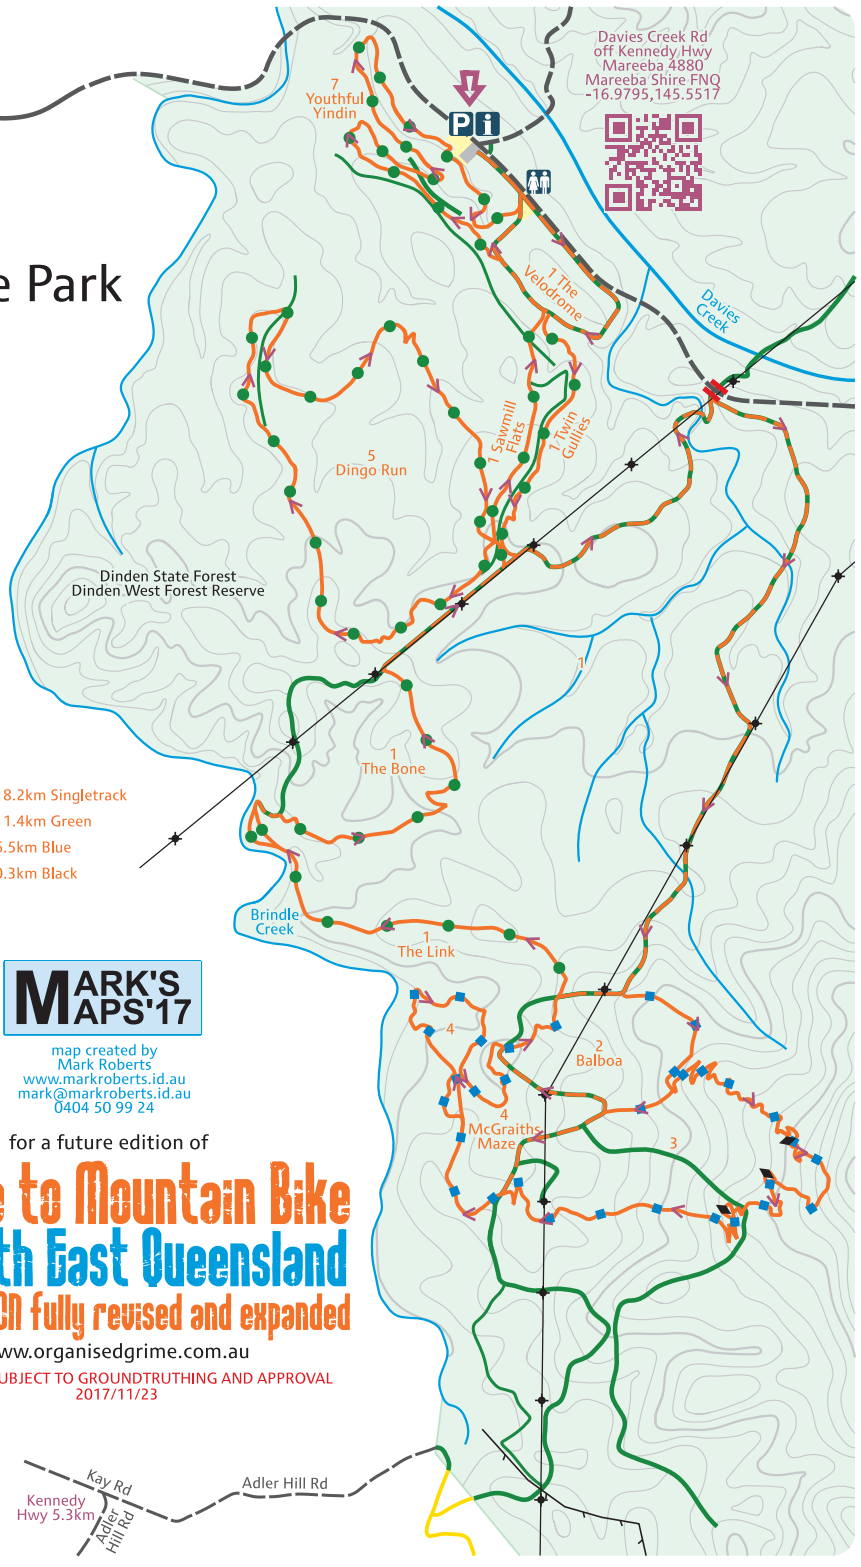 Davies Creek Rd
off Kennedy Hwy
Mareeba 4880
Mareeba Shire FNQ
-16.9795,145.5517
7
Youthful
Yindin
P i
e Park
1 The
Velodrome
Davies
Creek
1 Sawmill
Flats
1 Twin
Gullies
5
Dingo Run
Dinden State Forest
Dinden West Forest Reserve
1
1
The Bone
8.2km Singletrack
1.4km Green
5.5km Blue
0.3km Black
Brindle
Creek
1
The Link
MARK'S
MAPS'17
4
2
Balboa
map created by
Mark Roberts
www.markroberts.id.au
mark@markroberts.id.au
0404 50 99 24
4
McGraiths
Maze
3
for a future edition of
e to Mountain Bike
th East Queensland
ON fully revised and expanded
ww.organisedgrime.com.au
UBJECT TO GROUNDTRUTHING AND APPROVAL
2017/11/23
Kay Rd
Adler Hill Rd
Kennedy
Hwy 5.3km
Adler
Hill Rd